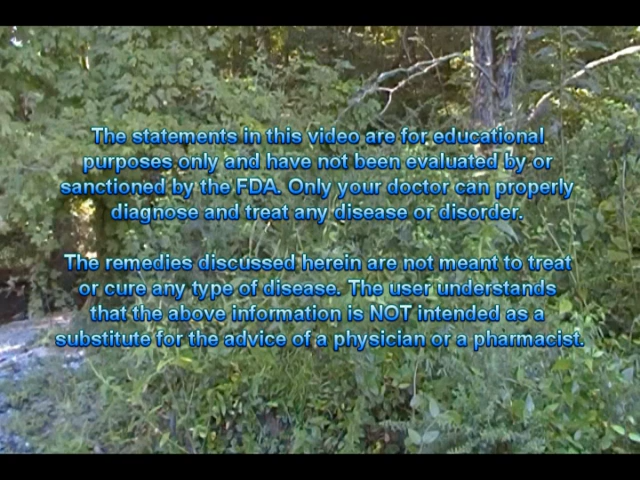 The statements in this video are for educational
purposes only and have not been evaluated by or
sanctioned by the FDA. Only your doctor can properly
diagnose and treat any disease or disorder.
The remedies discussed herein are not meant to treat
or cure any type of disease. The user understands
that the above information is NOT intended as a
substitute for the advice of a physician or a pharmacist.